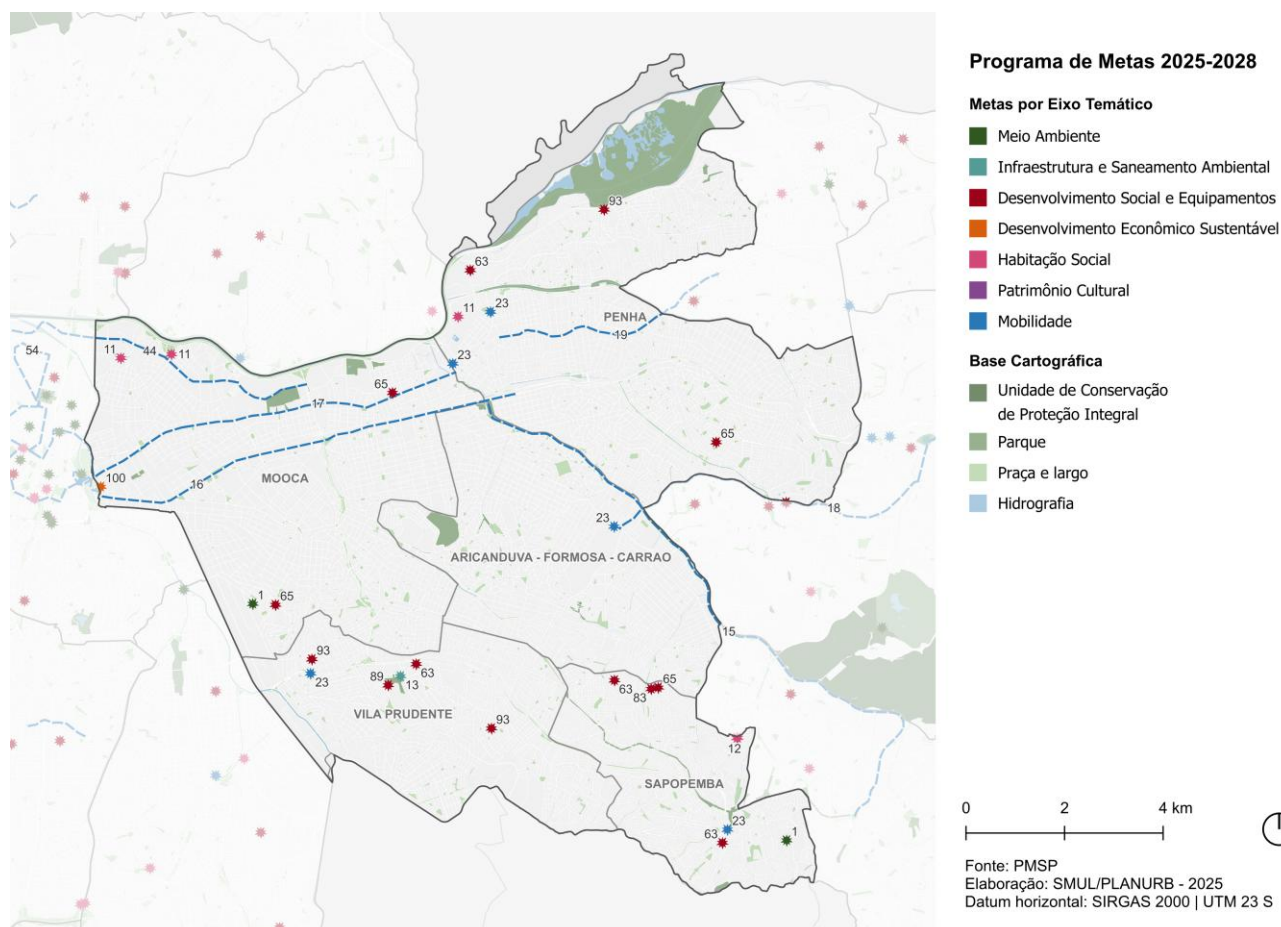 Programa de Metas 2025-2028
Metas por Eixo Temático
Meio Ambiente
Infraestrutura e Saneamento Ambiental
Desenvolvimento Social e Equipamentos
Desenvolvimento Econômico Sustentável
Habitação Social
Patrimônio Cultural
Mobilidade
Base Cartográfica
Unidade de Conservação
de Proteção Integral
Parque
Praça e largo
Hidrografia
93
63
11
23
PENHA
19
54
11
44
11
23
65
17
65
100
16
MOOCA
18
23
ARICANDUVA - FORMOSA - CARRAO
1
65
15
93
23
89
13
63
63
83
65
VILA PRUDENTE
93
12
SAPOPEMBA
23
63
1
0
2
4 km
Fonte: PMSP
Elaboração: SMUL/PLANURB - 2025
Datum horizontal: SIRGAS 2000 | UTM 23 S